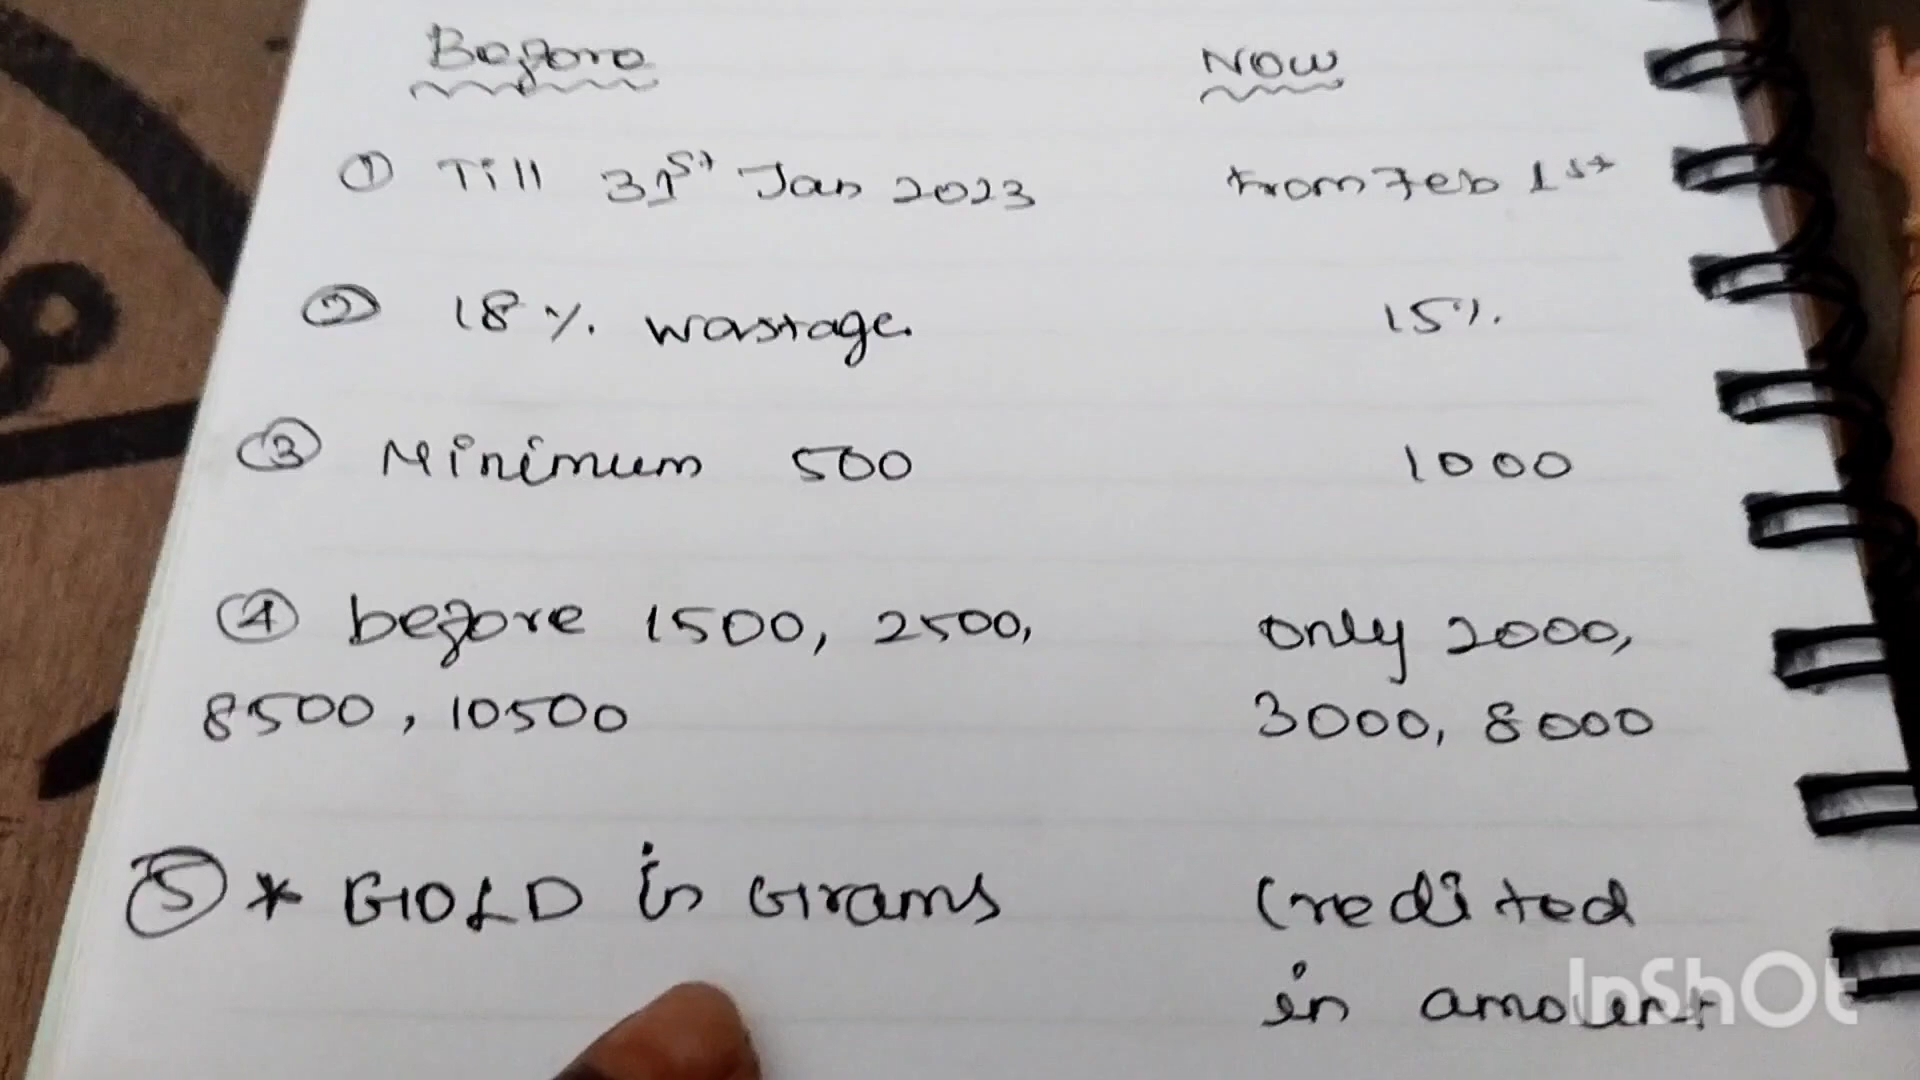 Before Now
① Till 31st Jan 2023 from Feb 1st
② 18 %. wastage. 15%.
③ Minimum 500 1000
④ before 1500, 2500, only 2000,
8500, 10500 3000, 8000
⑤ * GOLD in Grams Credited
in amount
InShOt